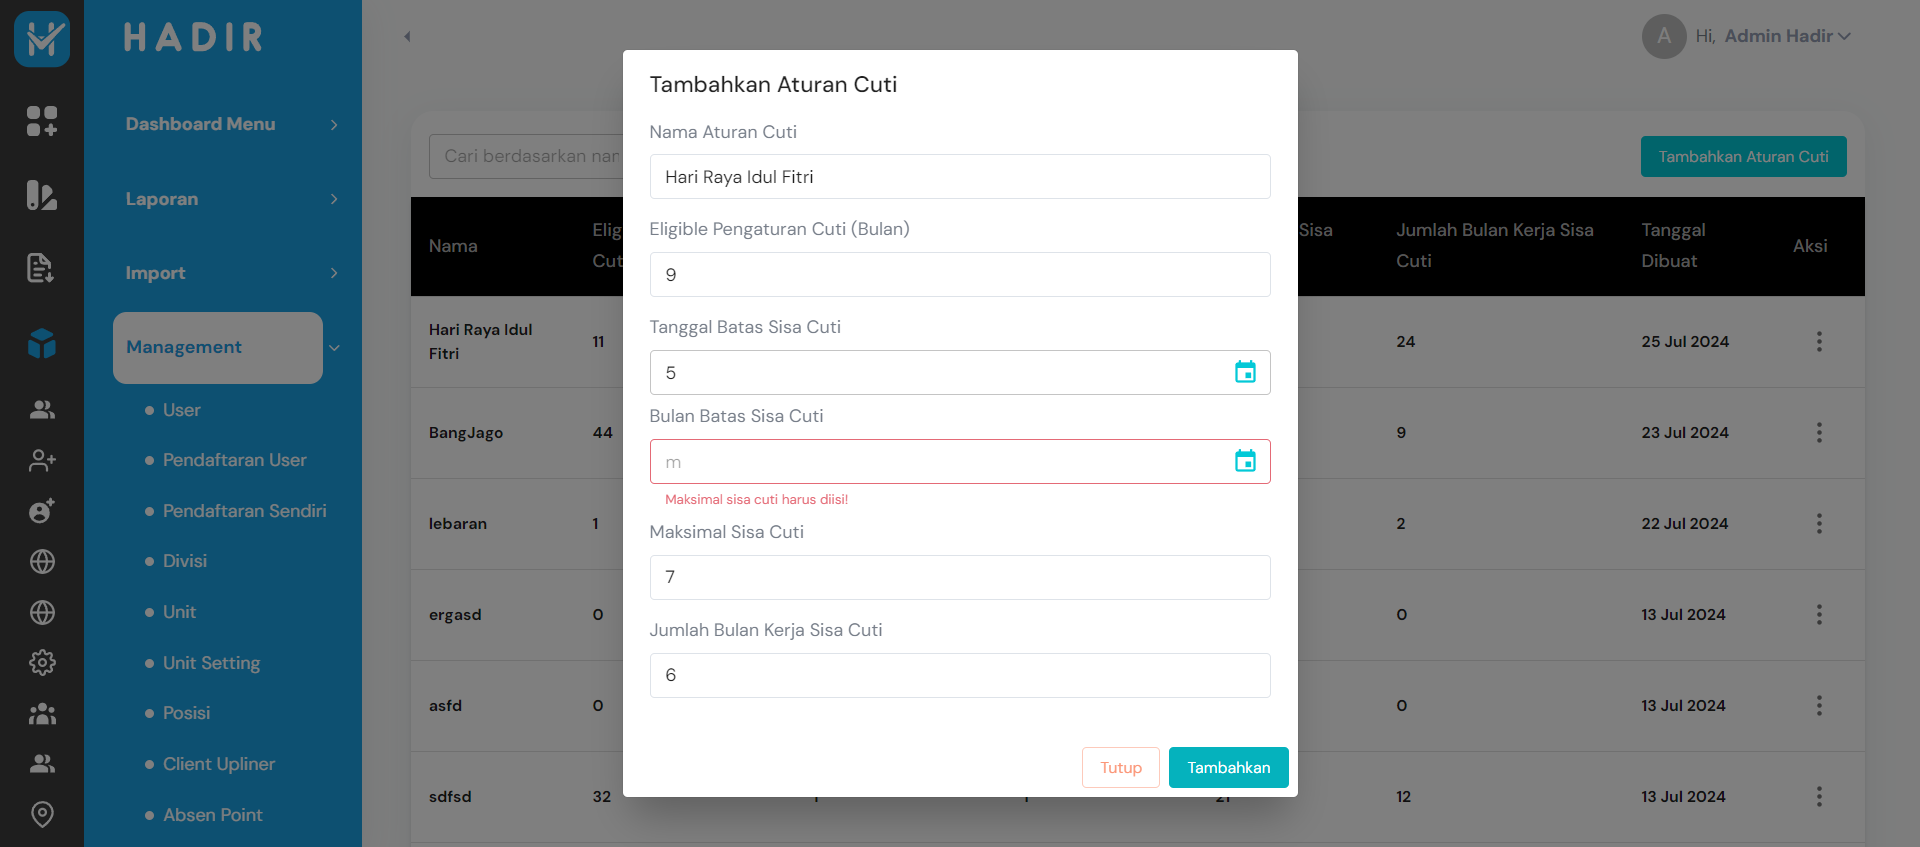 HADIR
Dashboard Menu
Laporan
Import
Management
User
Pendaftaran User
Pendaftaran Sendiri
Divisi
Unit
Unit Setting
Posisi
Client Upliner
Absen Point
A Hi, Admin Hadir
Cari berdasarkan nar
Tambahkan Aturan Cuti
Nama
Elig
Cut
Sisa
Jumlah Bulan Kerja Sisa
Cuti
Tanggal
Dibuat
Aksi
Hari Raya Idul
Fitri
11
24
25 Jul 2024
BangJago
44
9
23 Jul 2024
lebaran
1
2
22 Jul 2024
ergasd
0
0
13 Jul 2024
asfd
0
0
13 Jul 2024
sdfsd
32
12
13 Jul 2024
Tambahkan Aturan Cuti
Nama Aturan Cuti
Hari Raya Idul Fitri
Eligible Pengaturan Cuti (Bulan)
9
Tanggal Batas Sisa Cuti
5
Bulan Batas Sisa Cuti
m
Maksimal sisa cuti harus diisi!
Maksimal Sisa Cuti
7
Jumlah Bulan Kerja Sisa Cuti
6
Tutup
Tambahkan